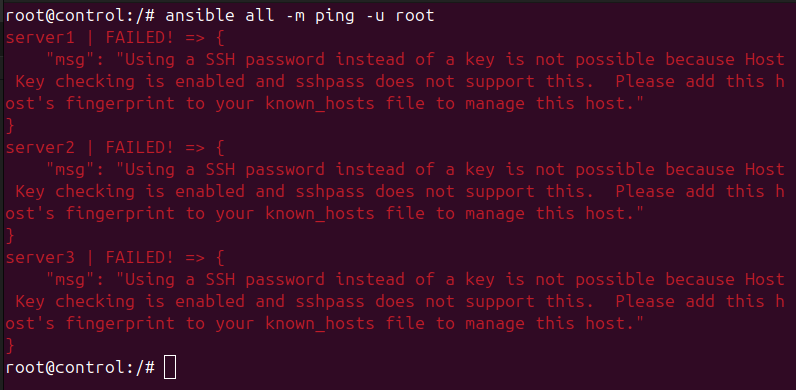 root@control:/# ansible all -m ping -u root
server1 | FAILED! => {
    "msg": "Using a SSH password instead of a key is not possible because Host
 Key checking is enabled and sshpass does not support this.  Please add this h
ost's fingerprint to your known_hosts file to manage this host."
}
server2 | FAILED! => {
    "msg": "Using a SSH password instead of a key is not possible because Host
 Key checking is enabled and sshpass does not support this.  Please add this h
ost's fingerprint to your known_hosts file to manage this host."
}
server3 | FAILED! => {
    "msg": "Using a SSH password instead of a key is not possible because Host
 Key checking is enabled and sshpass does not support this.  Please add this h
ost's fingerprint to your known_hosts file to manage this host."
}
root@control:/#